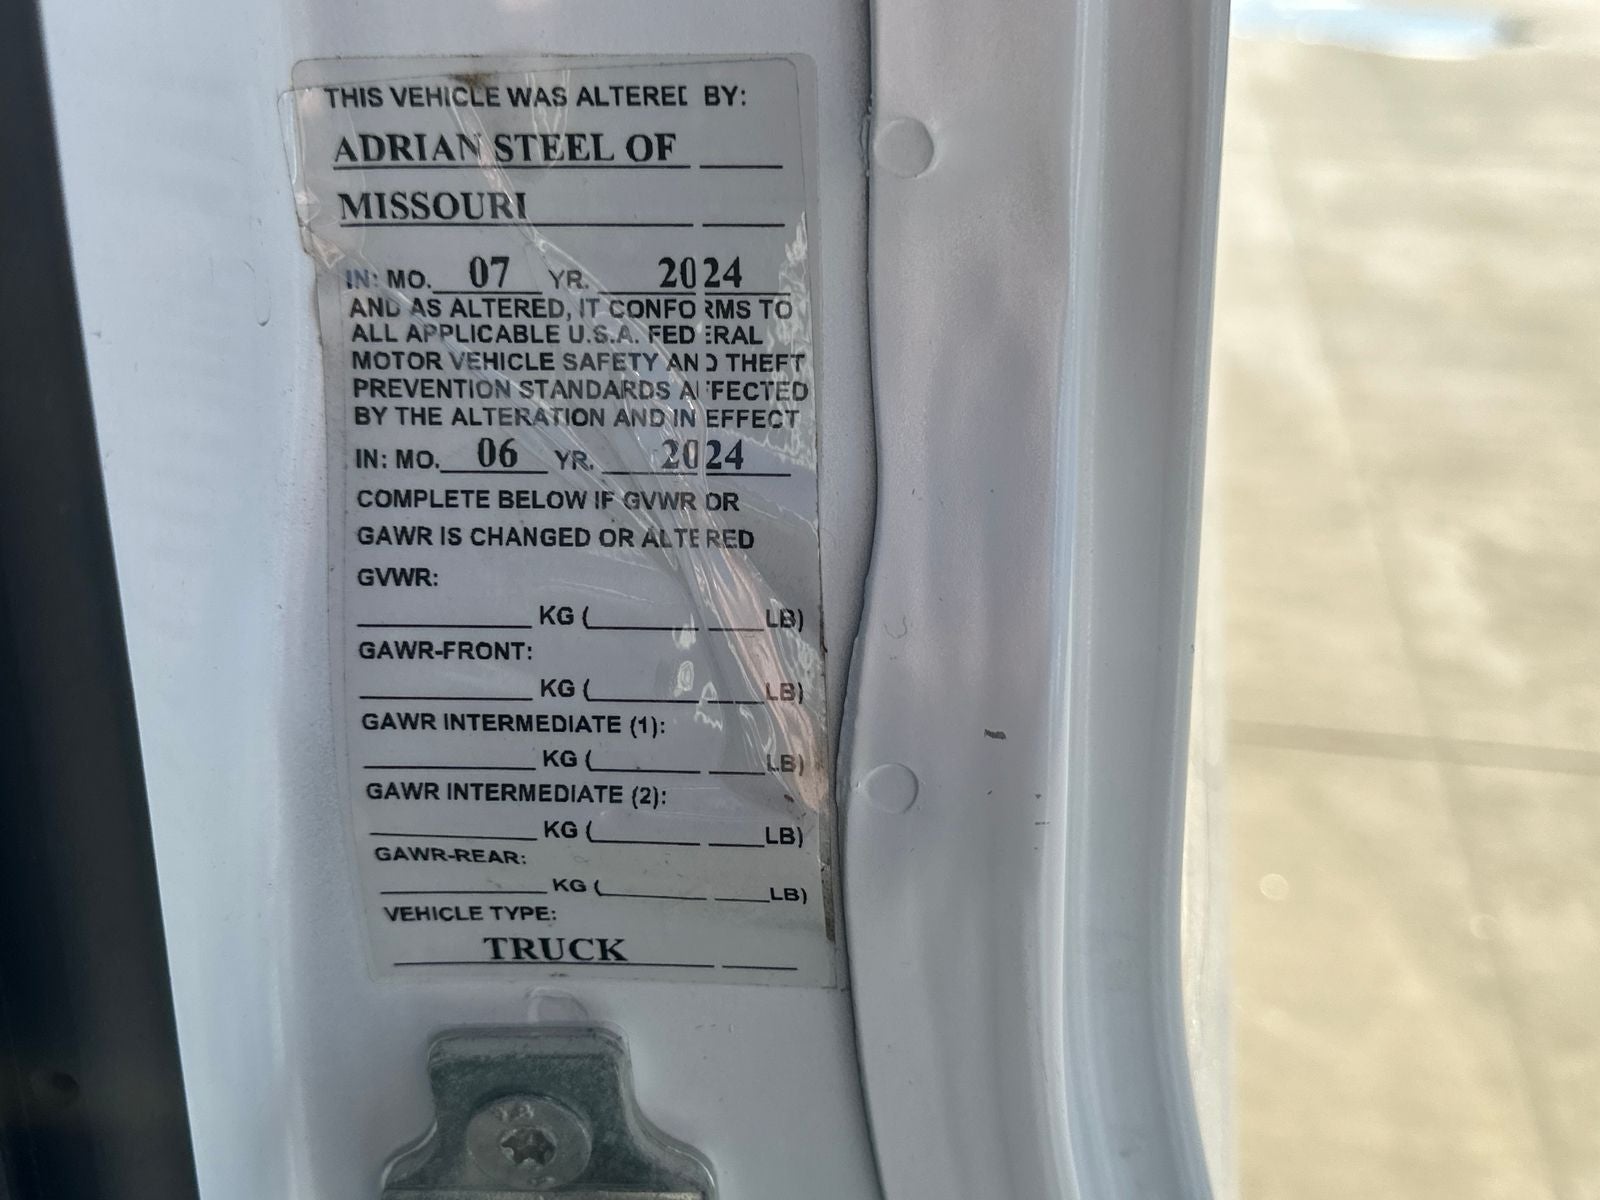 THIS VEHICLE WAS ALTERED BY:
ADRIAN STEEL OF
MISSOURI
IN: MO. 07 YR. 2024
AND AS ALTERED, IT CONFORMS TO
ALL APPLICABLE U.S.A. FEDERAL
MOTOR VEHICLE SAFETY AND THEFT
PREVENTION STANDARDS AFFECTED
BY THE ALTERATION AND IN EFFECT
IN: MO. 06 YR. 2024
COMPLETE BELOW IF GVWR OR
GAWR IS CHANGED OR ALTERED
GVWR:
KG ( LB)
GAWR-FRONT:
KG ( LB)
GAWR INTERMEDIATE (1):
KG ( LB)
GAWR INTERMEDIATE (2):
KG ( LB)
GAWR-REAR:
KG ( LB)
VEHICLE TYPE:
TRUCK